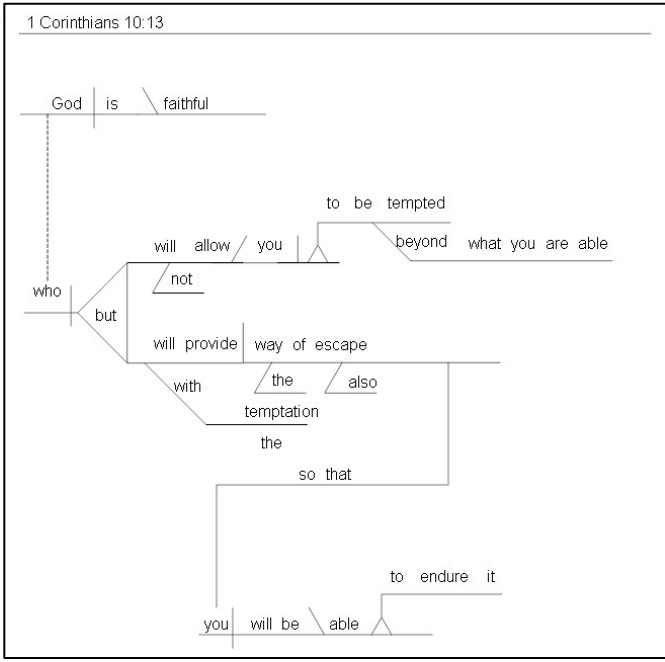 1 Corinthians 10:13
God is faithful
to be tempted
will allow you
beyond what you are able
not
who
but
will provide way of escape
with the also
temptation
the
so that
to endure it
you will be able